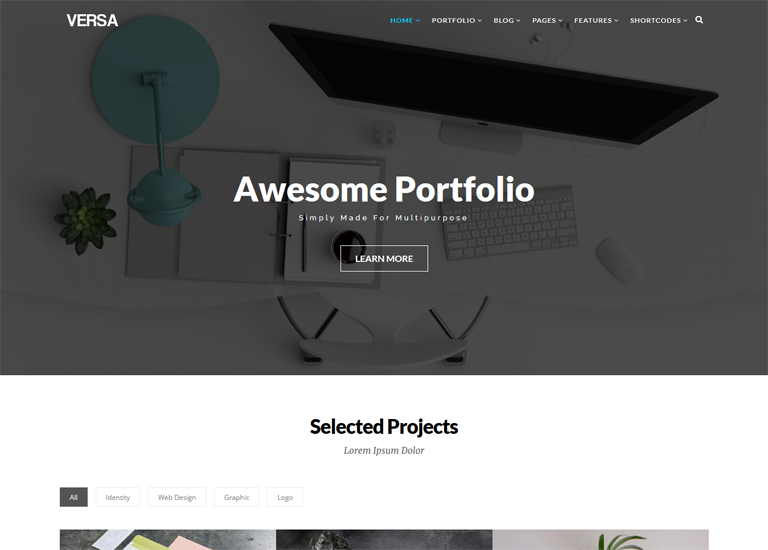 VERSA
HOME PORTFOLIO BLOG PAGES FEATURES SHORTCODES
Awesome Portfolio
Simply Made For Multipurpose
LEARN MORE
Selected Projects
Lorem Ipsum Dolor
All Identity Web Design Graphic Logo